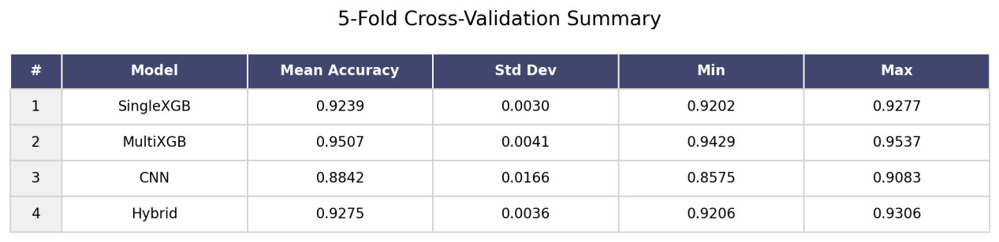 5-Fold Cross-Validation Summary
# Model Mean Accuracy Std Dev Min Max
1 SingleXGB 0.9239 0.0030 0.9202 0.9277
2 MultiXGB 0.9507 0.0041 0.9429 0.9537
3 CNN 0.8842 0.0166 0.8575 0.9083
4 Hybrid 0.9275 0.0036 0.9206 0.9306